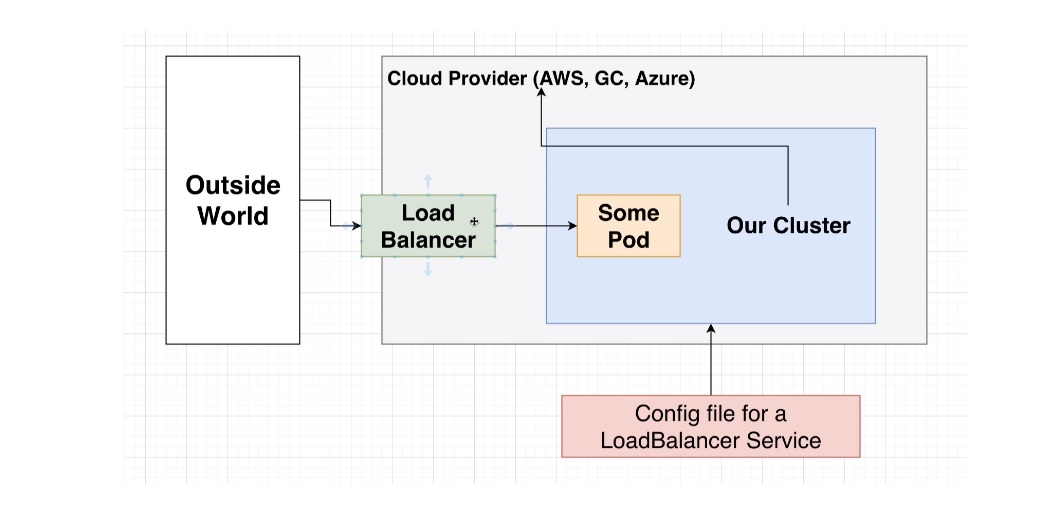 Cloud Provider (AWS, GC, Azure)
Outside
World
Load
Balancer
Some
Pod
Our Cluster
Config file for a
LoadBalancer Service